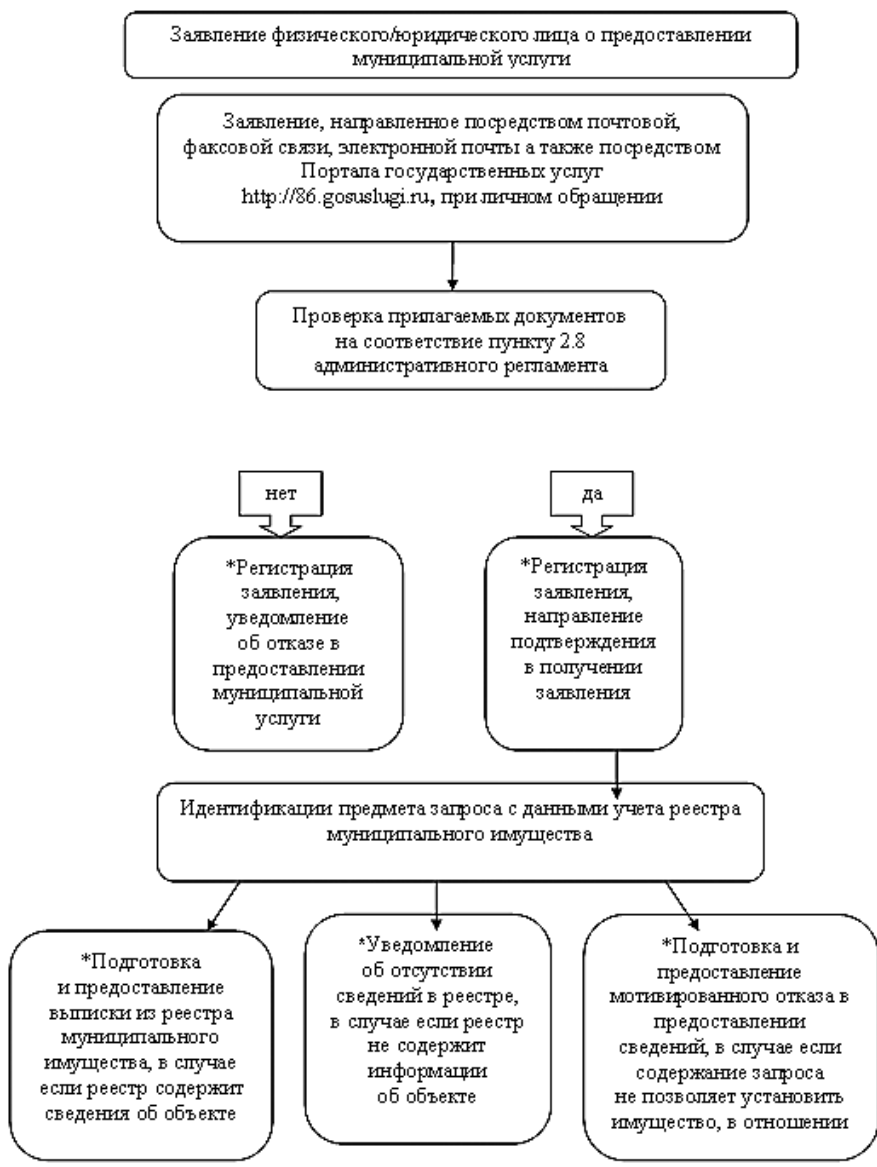 Заявление физического/юридического лица о предоставлении
муниципальной услуги
Заявление, направленное посредством почтовой,
факсовой связи, электронной почты а также посредством
Портала государственных услуг
http://86.gosuslugi.ru, при личном обращении
Проверка прилагаемых документов
на соответствие пункту 2.8
административного регламента
нет
да
*Регистрация
заявления,
уведомление
об отказе в
предоставлении
муниципальной
услуги
*Регистрация
заявления,
направление
подтверждения
в получении
заявления
Идентификации предмета запроса с данными учета реестра
муниципального имущества
*Подготовка
и предоставление
выписки из реестра
муниципального
имущества, в случае
если реестр содержит
сведения об объекте
*Уведомление
об отсутствии
сведений в реестре,
в случае если реестр
не содержит
информации
об объекте
*Подготовка и
предоставление
мотивированного отказа в
предоставлении
сведений, в случае если
содержание запроса
не позволяет установить
имущество, в отношении